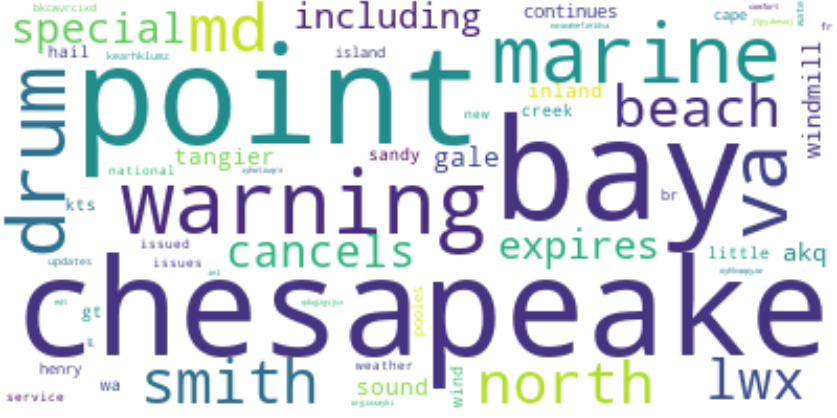 bkcwvrcixd
special
md
including
continues
cape
comfort
hail
kearhklumz
island
marine
windmill
drum
point
inland
beach
new
creek
tangier
sandy
gale
national
warning
bay
va
kts
br
issued
issues
cancels
expires
little
akq
updates
chesapeake
gt
pooles
henry
wa
smith
weather
sound
wind
north
lwx
service